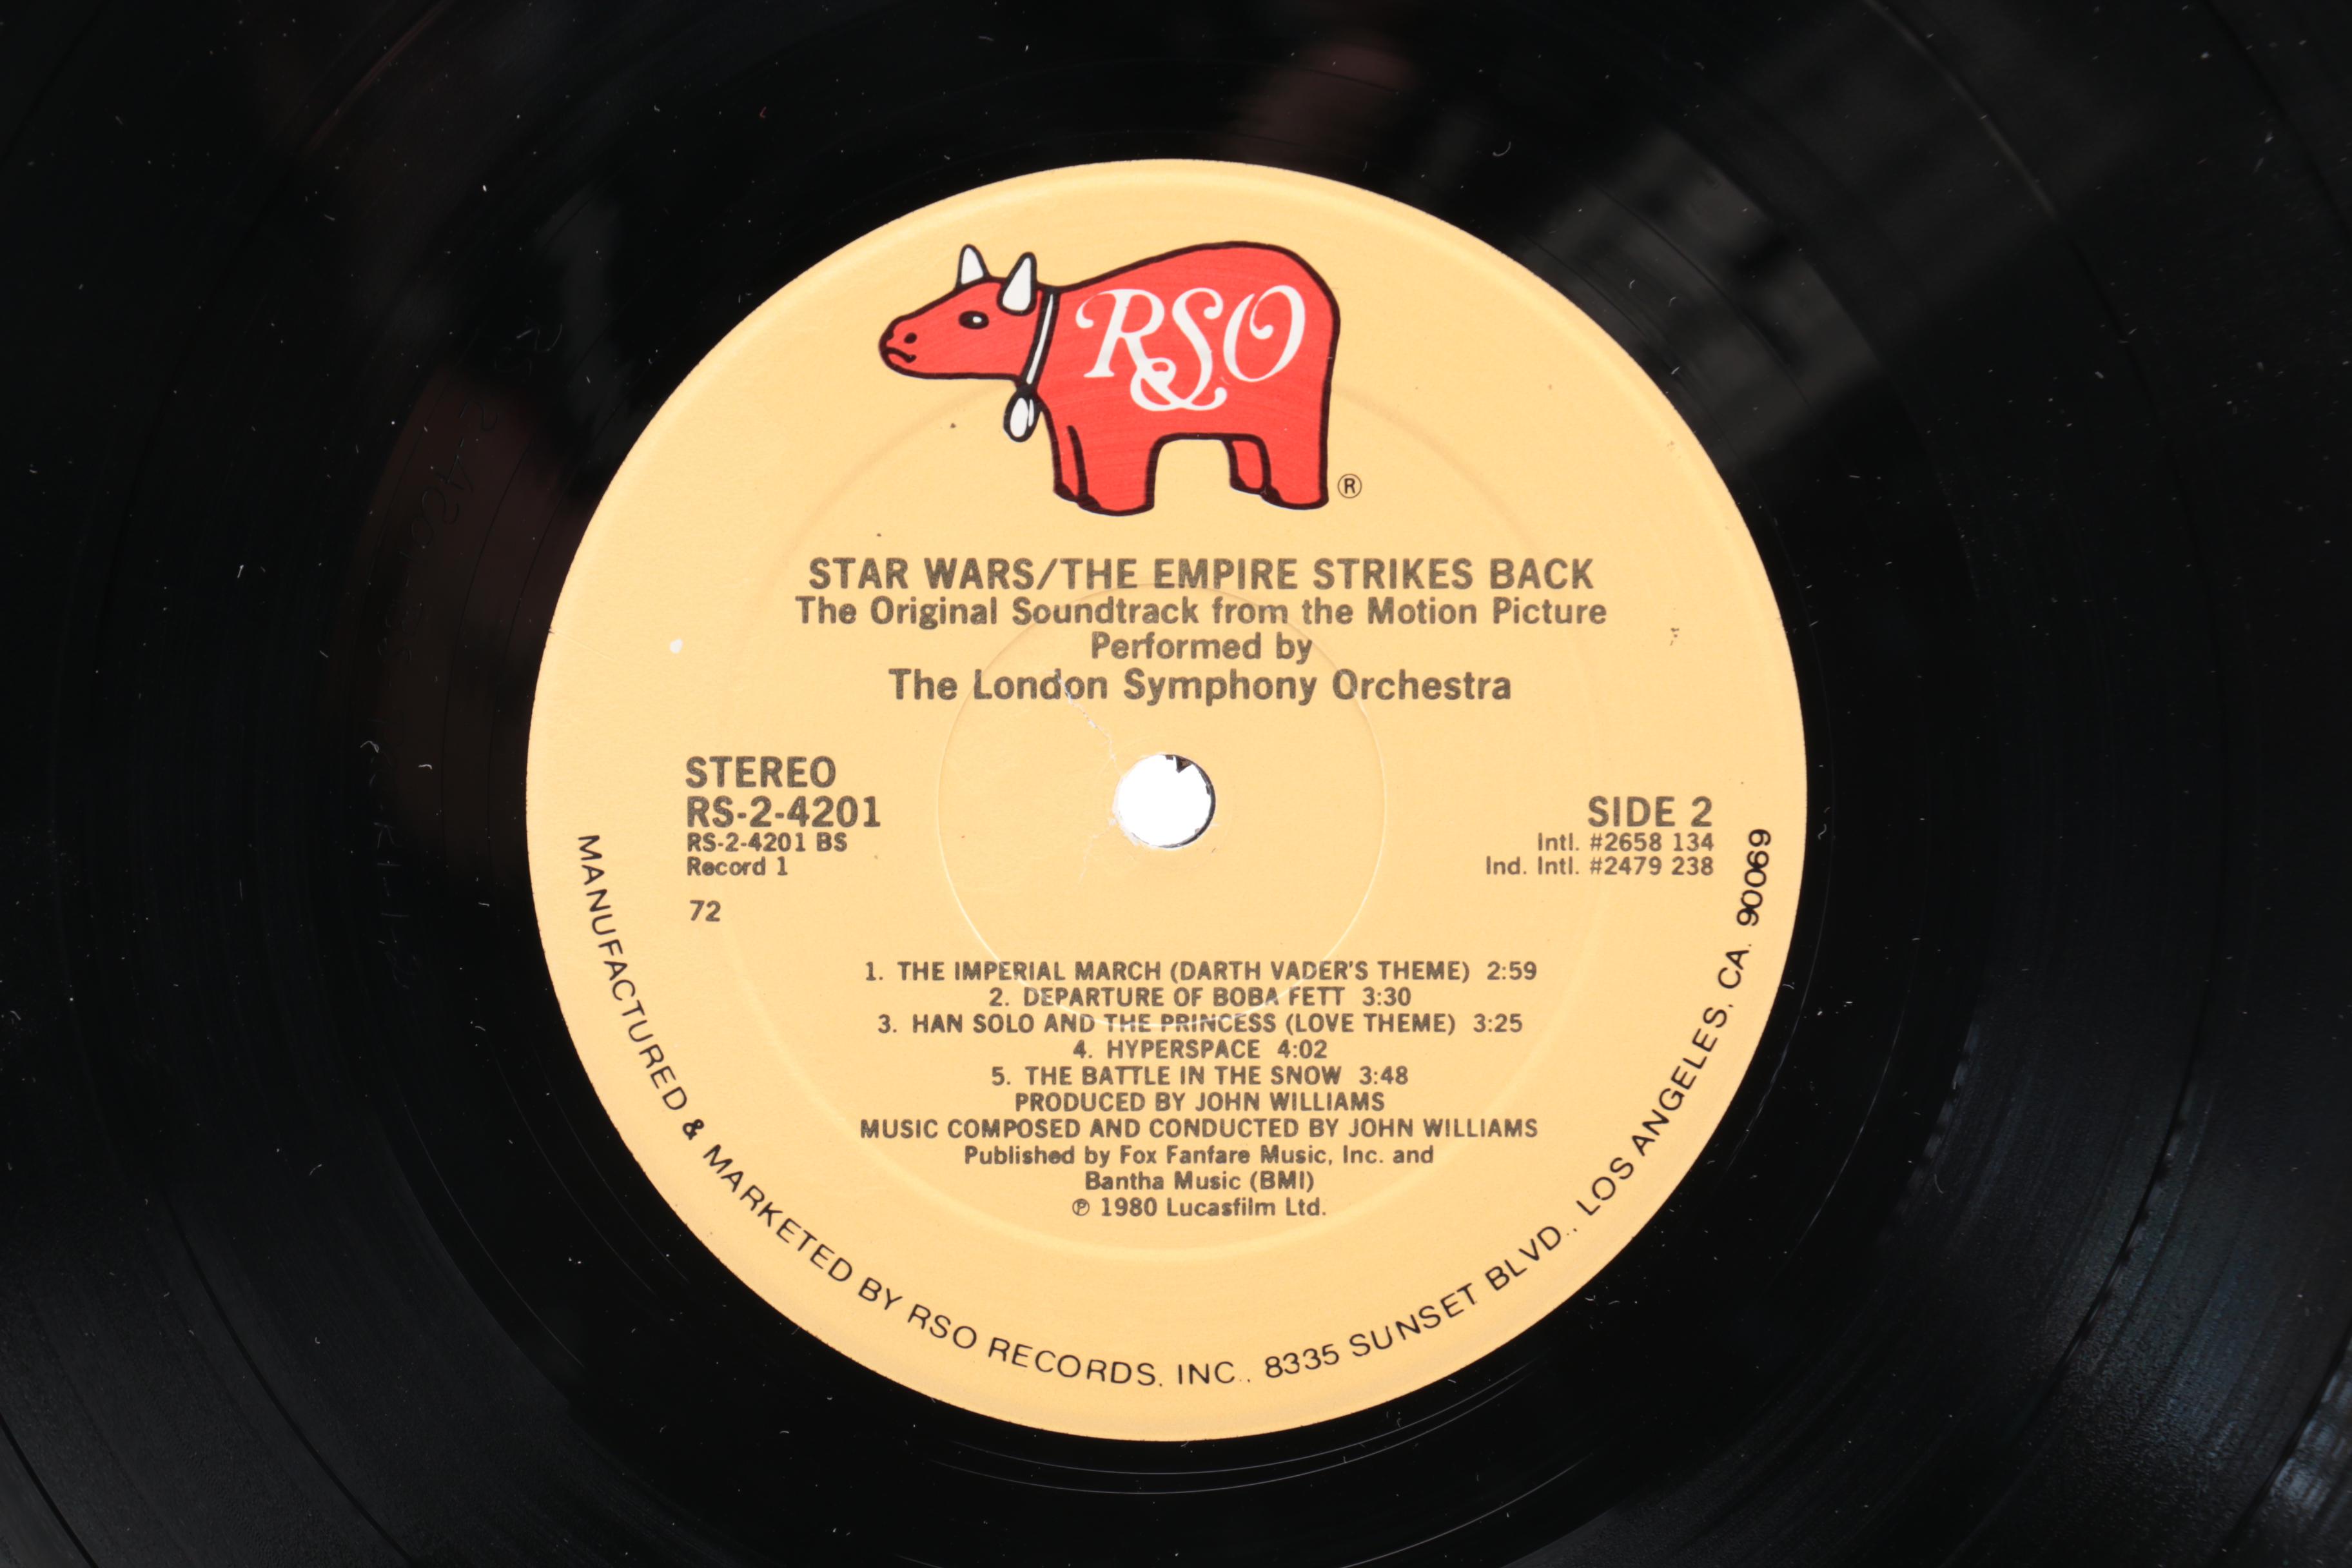 RSO
®
STAR WARS/THE EMPIRE STRIKES BACK
The Original Soundtrack from the Motion Picture
Performed by
The London Symphony Orchestra
STEREO
RS-2-4201
RS-2-4201 BS
Record 1
72
SIDE 2
Intl. #2658 134
Ind. Intl. #2479 238
1. THE IMPERIAL MARCH (DARTH VADER'S THEME) 2:59
2. DEPARTURE OF BOBA FETT 3:30
3. HAN SOLO AND THE PRINCESS (LOVE THEME) 3:25
4. HYPERSPACE 4:02
5. THE BATTLE IN THE SNOW 3:48
PRODUCED BY JOHN WILLIAMS
MUSIC COMPOSED AND CONDUCTED BY JOHN WILLIAMS
Published by Fox Fanfare Music, Inc. and
Bantha Music (BMI)
℗ 1980 Lucasfilm Ltd.
MANUFACTURED & MARKETED BY RSO RECORDS, INC., 8335 SUNSET BLVD., LOS ANGELES, CA. 90069